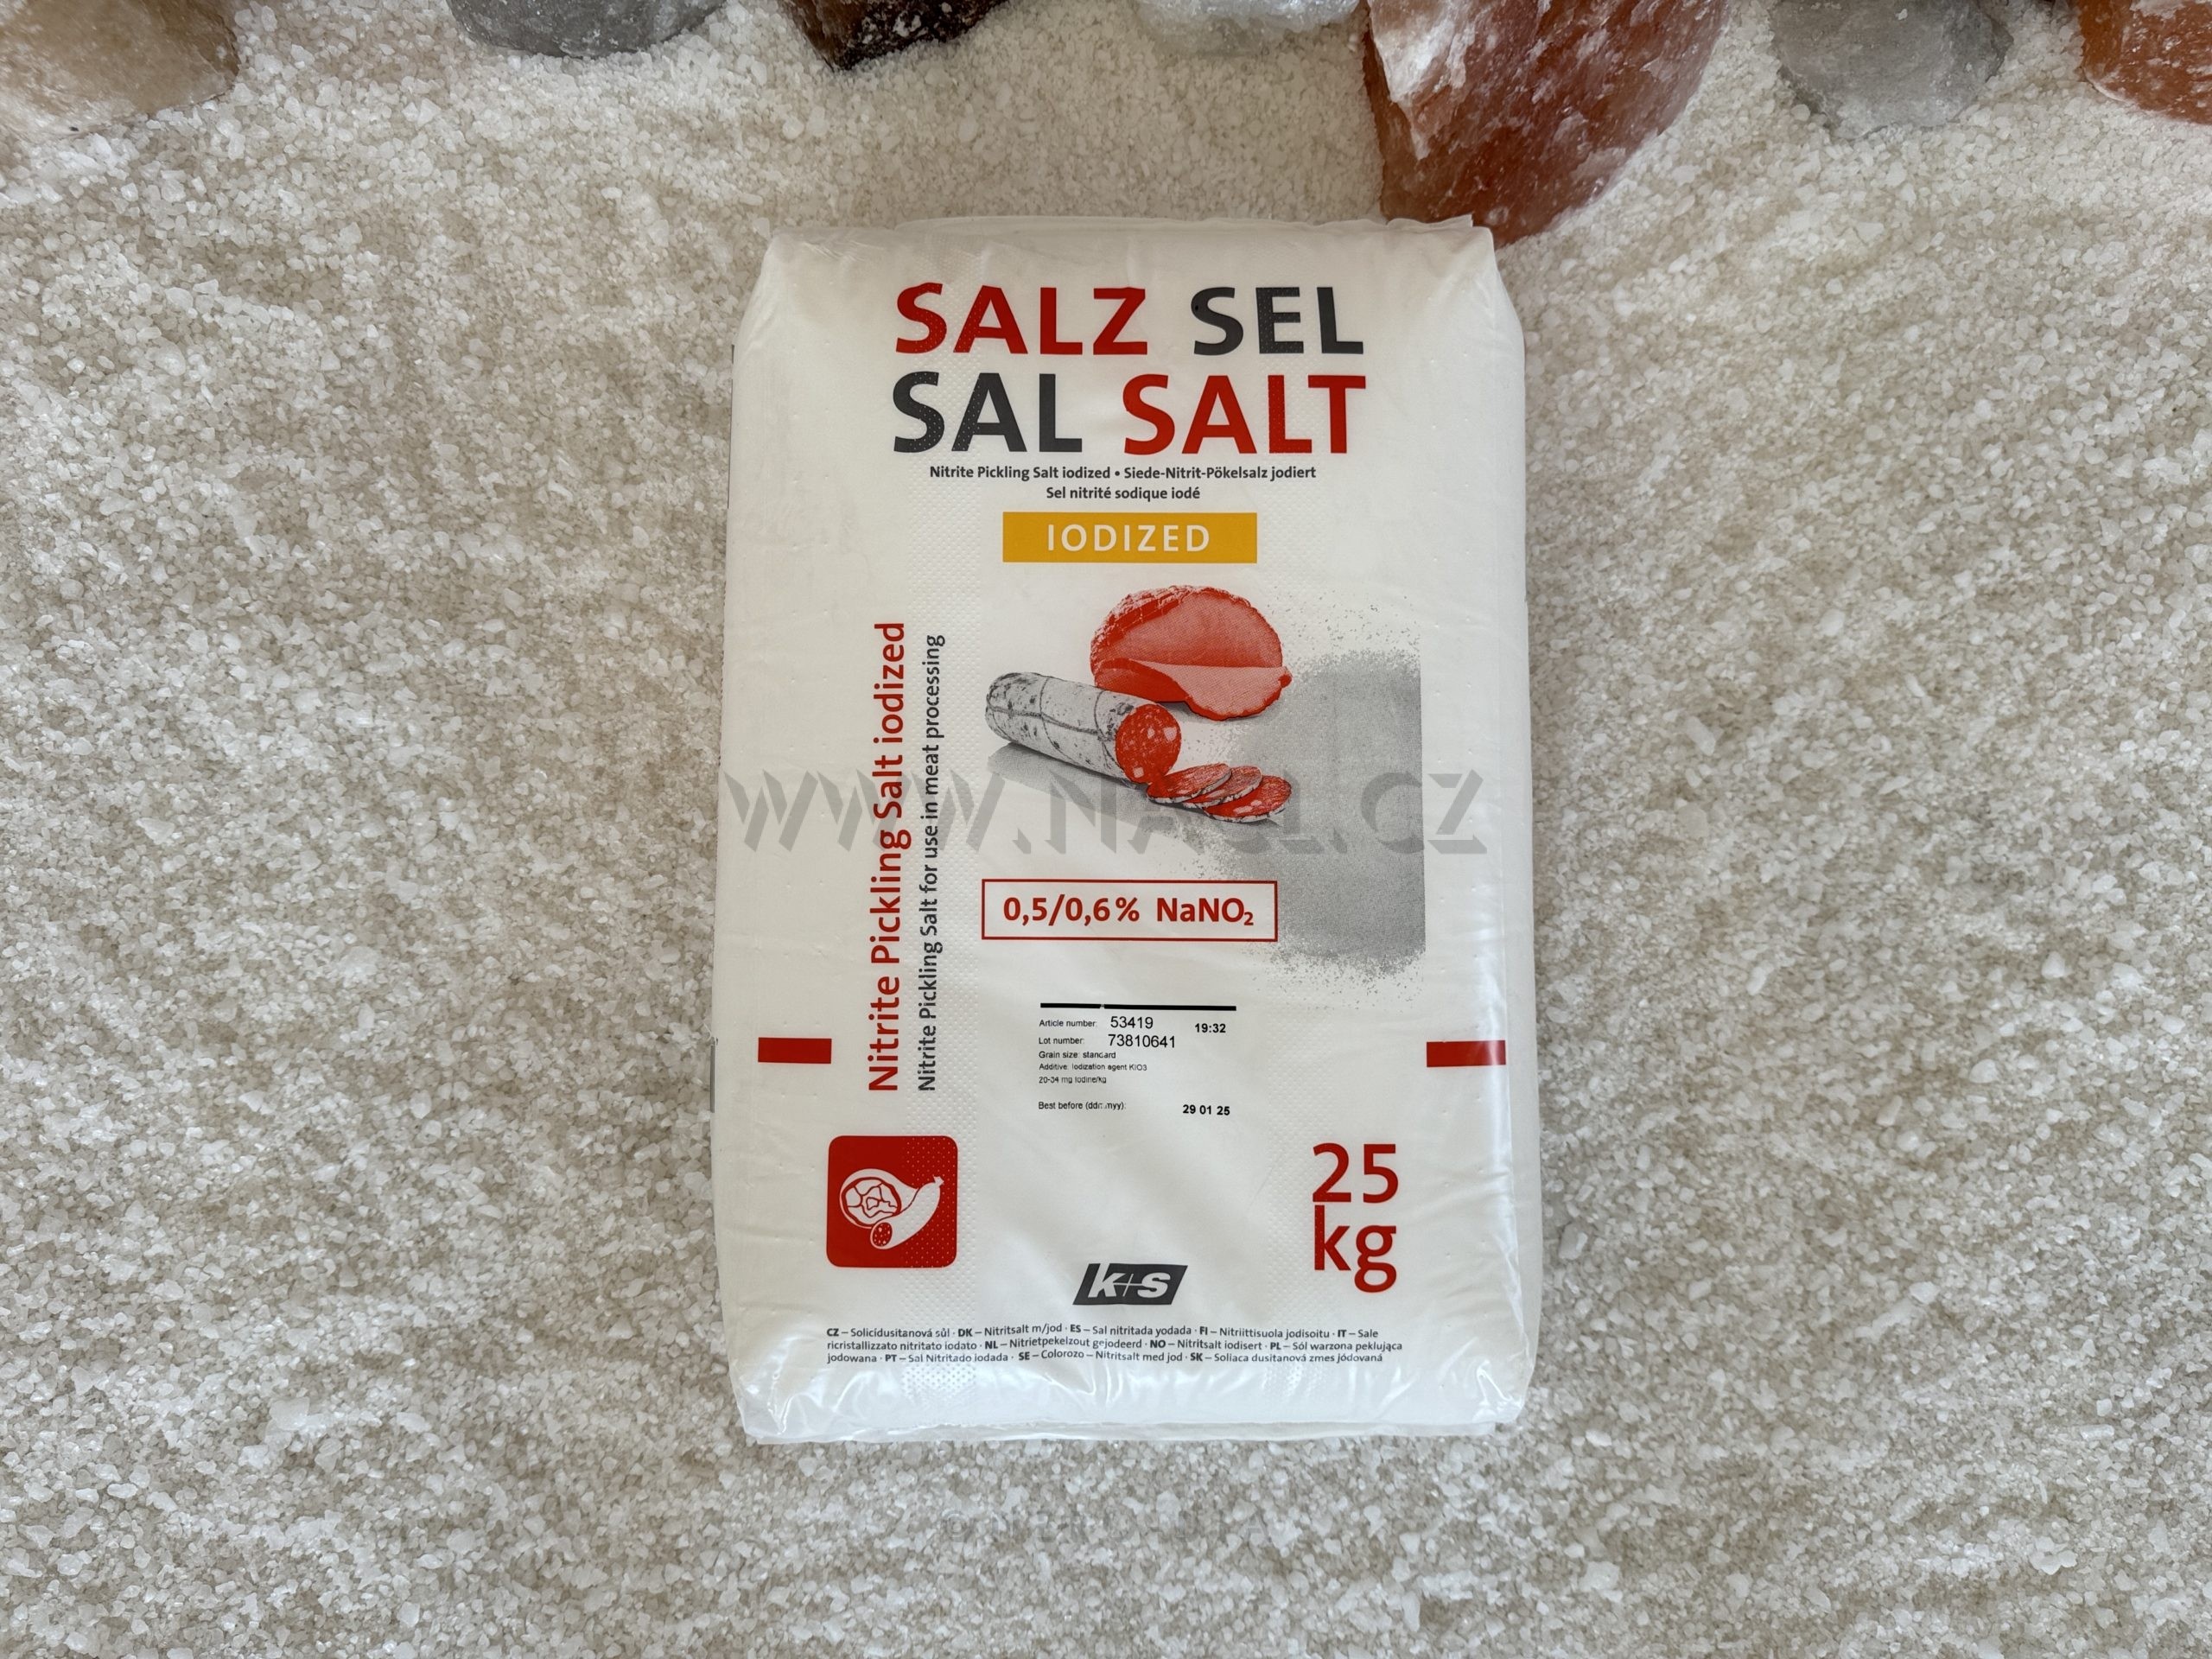 SALZ SEL
SAL SALT
Nitrite Pickling Salt iodized • Siede-Nitrit-Pökelsalz jodiert
Sel nitrité sodique iodé
IODIZED
Nitrite Pickling Salt iodized
Nitrite Pickling Salt for use in meat processing
WWW.NACL.CZ
0,5/0,6% NaNO₂
Article number: 53419 19:32
Lot number: 73810641
Grain size: standard
Additive: Iodization agent KIO3
20-34 mg Iodine/kg
Best before 29 01 25
25
kg
K+S
CZ – Solicidusitanová sůl · DK – Nitritsalt m/jod · ES – Sal nitritada yodada · FI – Nitriittisuola jodisoitu · IT – Sale
ricristallizzato nitritato iodato · NL – Nitrietpekelzout gejodeerd · NO – Nitritsalt iodisert · PL – Sól warzona peklująca
jodowana · PT – Sal Nitritado iodada · SE – Colorozo – Nitritsalt med jod · SK – Soliaca dusitanová zmes jódovaná